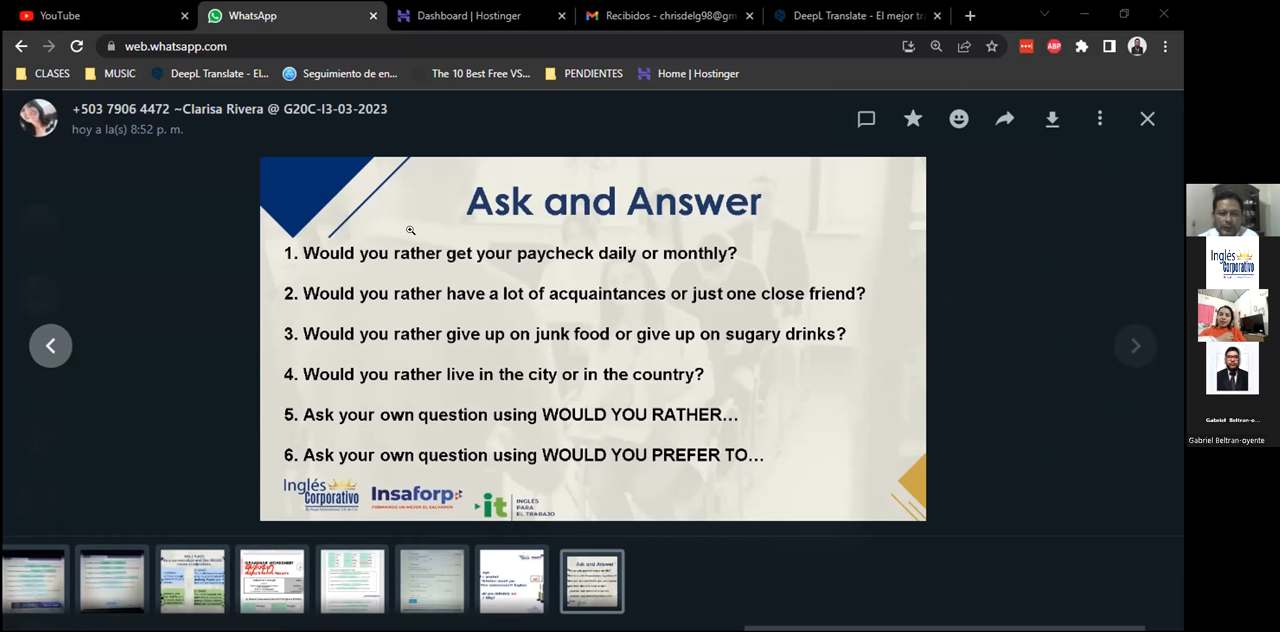 YouTube
WhatsApp
Dashboard | Hostinger
Recibidos - chrisdelg98@gm
DeepL Translate - El mejor tr
web.whatsapp.com
CLASES
MUSIC
DeepL Translate - El...
Seguimiento de en...
The 10 Best Free VS...
PENDIENTES
Home | Hostinger
+503 7906 4472 ~Clarisa Rivera @ G20C-I3-03-2023
hoy a la(s) 8:52 p. m.
Ask and Answer
1. Would you rather get your paycheck daily or monthly?
2. Would you rather have a lot of acquaintances or just one close friend?
3. Would you rather give up on junk food or give up on sugary drinks?
4. Would you rather live in the city or in the country?
5. Ask your own question using WOULD YOU RATHER...
6. Ask your own question using WOULD YOU PREFER TO...
Inglés Corporativo
Insaforp
FORMANDO UN MEJOR EL SALVADOR
it
INGLÉS
PARA
EL TRABAJO
ABP
Inglés
Corporativo
Gabriel Beltran-o...
Gabriel Beltran-oyente
Ask and Answer